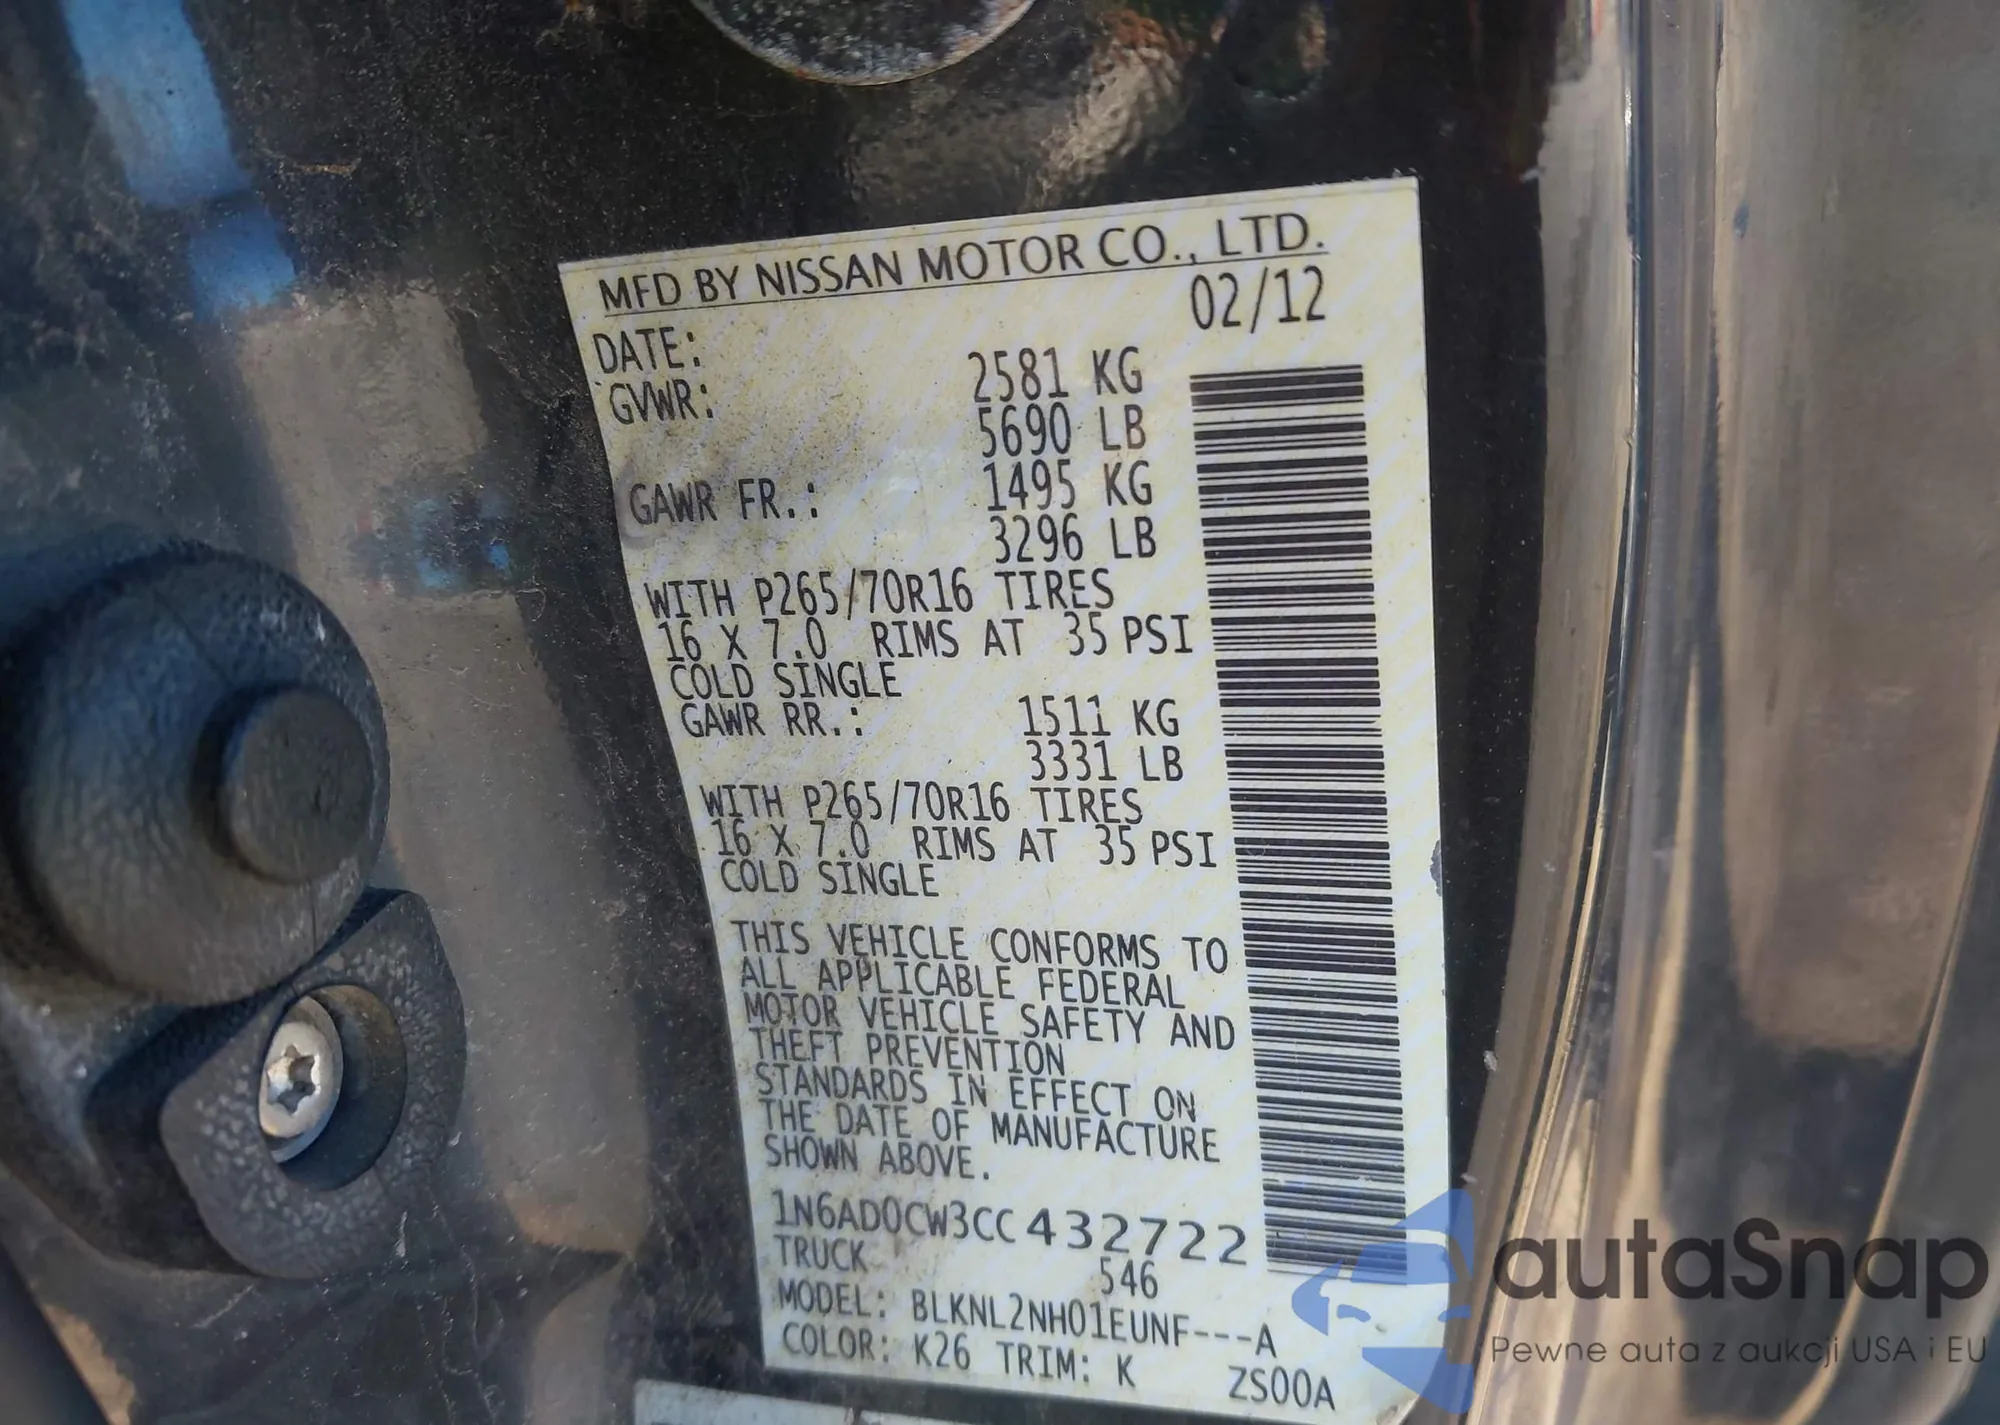 MFD BY NISSAN MOTOR CO., LTD.
DATE: 02/12
GVWR: 2581 KG
5690 LB
GAWR FR.: 1495 KG
3296 LB
WITH P265/70R16 TIRES
16 X 7.0 RIMS AT 35 PSI
COLD SINGLE
GAWR RR.: 1511 KG
3331 LB
WITH P265/70R16 TIRES
16 X 7.0 RIMS AT 35 PSI
COLD SINGLE
THIS VEHICLE CONFORMS TO
ALL APPLICABLE FEDERAL
MOTOR VEHICLE SAFETY AND
THEFT PREVENTION
STANDARDS IN EFFECT ON
THE DATE OF MANUFACTURE
SHOWN ABOVE.
1N6AD0CW3CC432722
TRUCK 546
MODEL: BLKNL2NH01EUNF---A
COLOR: K26 TRIM: K ZS00A
autaSnap
Pewne auta z aukcji USA i EU